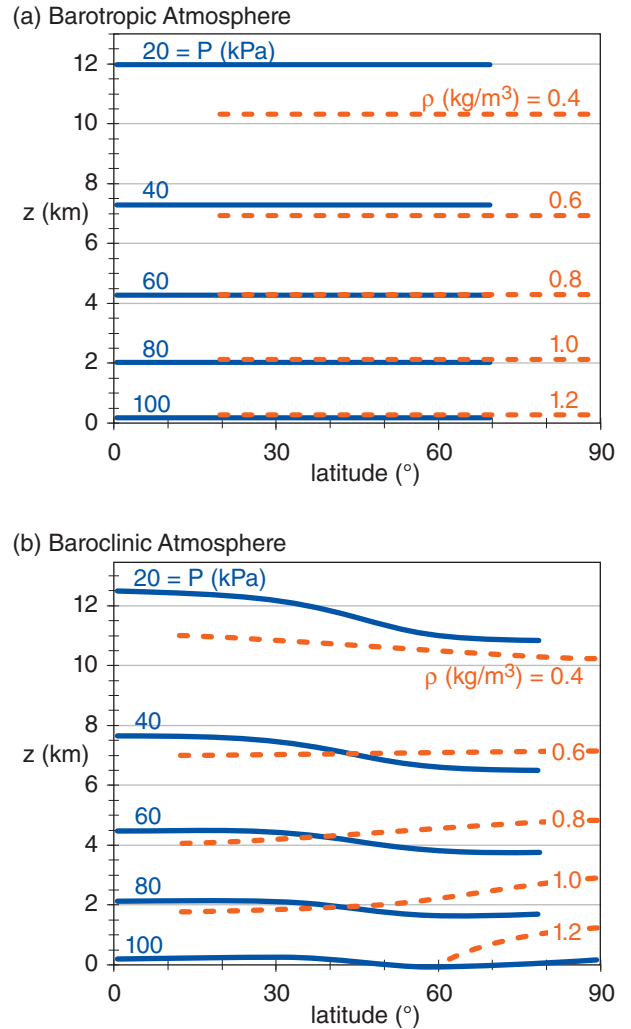 (a) Barotropic Atmosphere
20 = P (kPa)
12
ρ (kg/m³) = 0.4
10
8
40
0.6
z (km)
6
60
0.8
4
80
1.0
2
100
1.2
0
0 30 60 90
latitude (°)
(b) Baroclinic Atmosphere
20 = P (kPa)
12
10
ρ (kg/m³) = 0.4
8
40
z (km)
0.6
6
60
0.8
4
80
1.0
2
100
1.2
0
0 30 60 90
latitude (°)